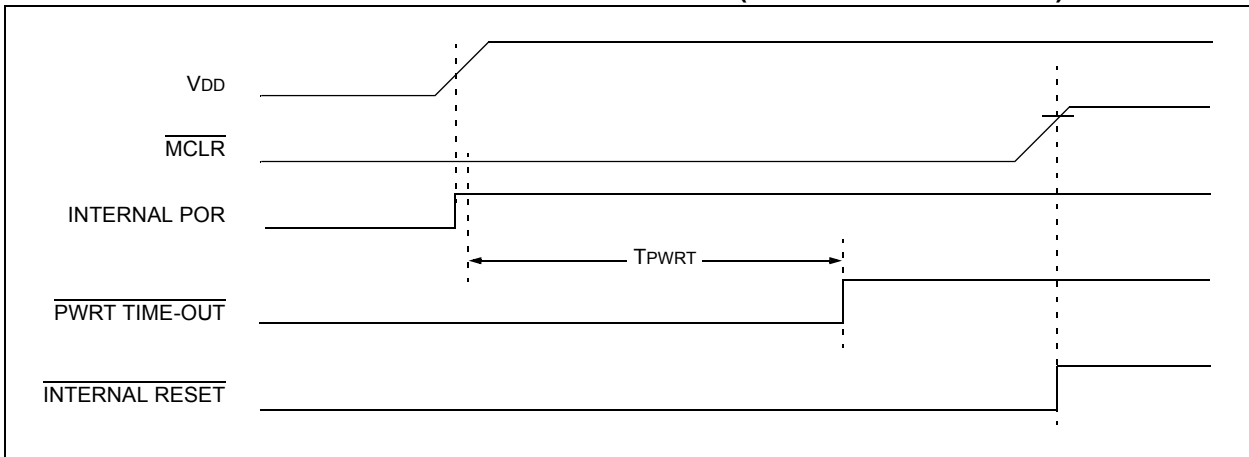 VDD
MCLR
INTERNAL POR
TPWRT
PWRT TIME-OUT
INTERNAL RESET